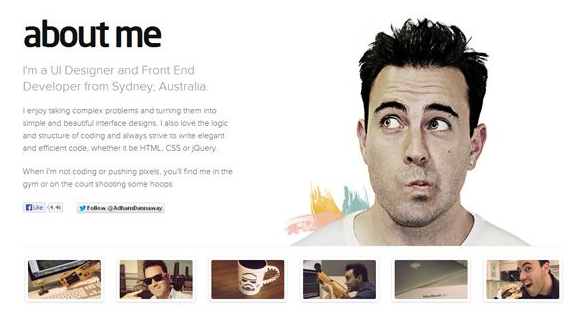 about me
I'm a UI Designer and Front End
Developer from Sydney, Australia.
I enjoy taking complex problems and turning them into
simple and beautiful interface designs. I also love the logic
and structure of coding and always strive to write elegant
and efficient code, whether it be HTML, CSS or jQuery.
When I'm not coding or pushing pixels, you'll find me in the
gym or on the court shooting some hoops.
Like 4.4k Follow @AdhamDannaway
MacBook